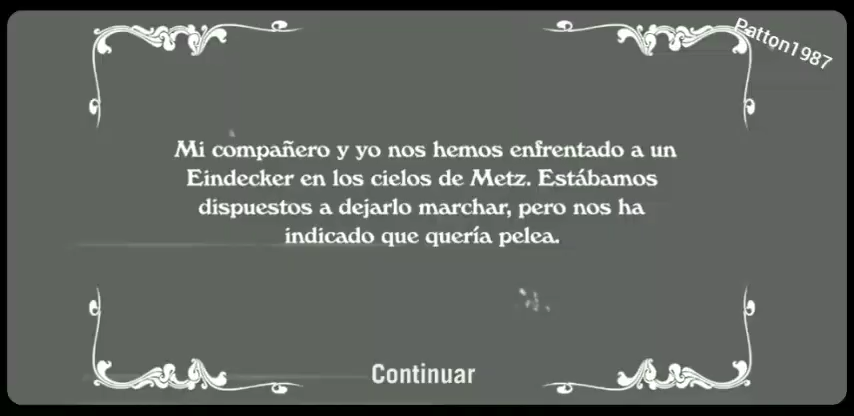 Patton1987
Mi compañero y yo nos hemos enfrentado a un
Eindecker en los cielos de Metz. Estábamos
dispuestos a dejarlo marchar, pero nos ha
indicado que quería pelea.
Continuar